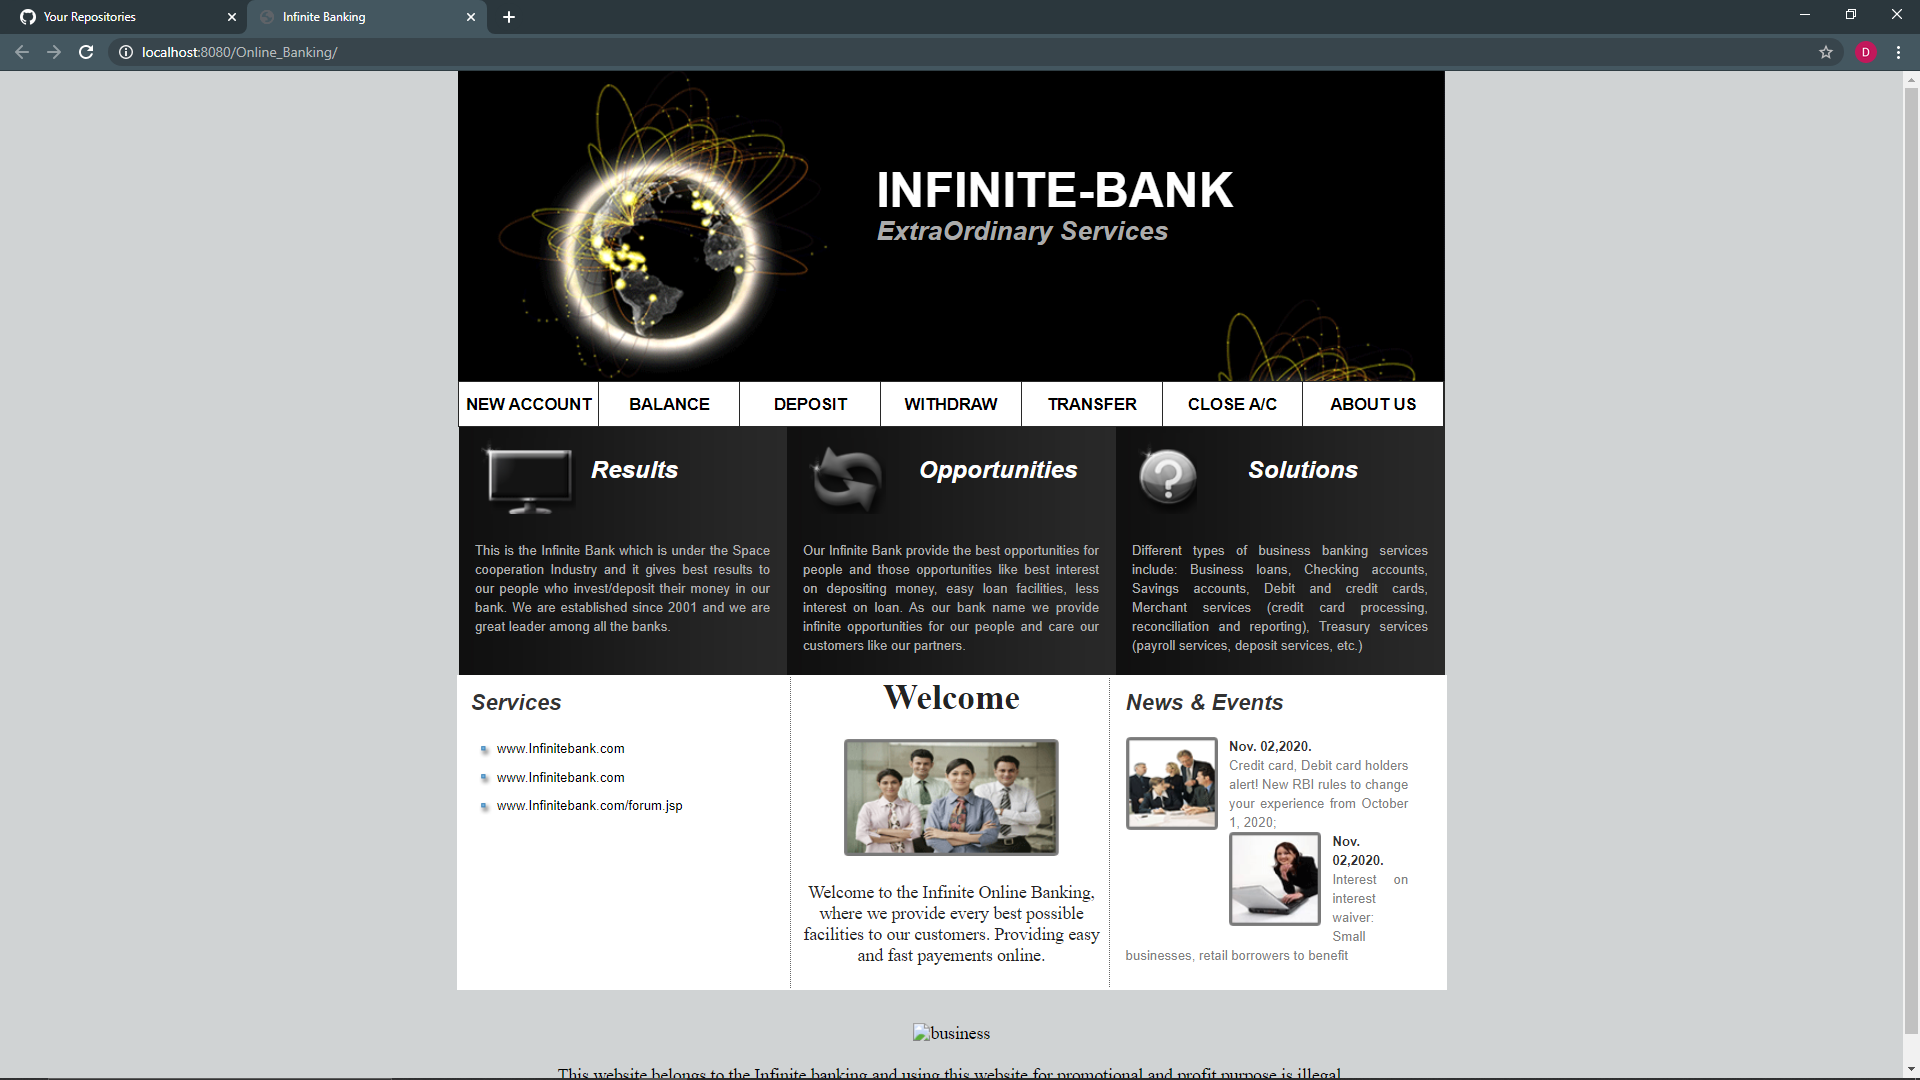 Your Repositories
Infinite Banking
localhost:8080/Online_Banking/
D
INFINITE-BANK
ExtraOrdinary Services
NEW ACCOUNT
BALANCE
DEPOSIT
WITHDRAW
TRANSFER
CLOSE A/C
ABOUT US
Results
This is the Infinite Bank which is under the Space
cooperation Industry and it gives best results to
our people who invest/deposit their money in our
bank. We are established since 2001 and we are
great leader among all the banks.
Opportunities
Our Infinite Bank provide the best opportunities for
people and those opportunities like best interest
on depositing money, easy loan facilities, less
interest on loan. As our bank name we provide
infinite opportunities for our people and care our
customers like our partners.
Solutions
Different types of business banking services
include: Business loans, Checking accounts,
Savings accounts, Debit and credit cards,
Merchant services (credit card processing,
reconciliation and reporting), Treasury services
(payroll services, deposit services, etc.)
Services
www.Infinitebank.com
www.Infinitebank.com
www.Infinitebank.com/forum.jsp
Welcome
Welcome to the Infinite Online Banking,
where we provide every best possible
facilities to our customers. Providing easy
and fast payements online.
News & Events
Nov. 02,2020.
Credit card, Debit card holders
alert! New RBI rules to change
your experience from October
1, 2020;
Nov.
02,2020.
Interest on
interest
waiver:
Small
businesses, retail borrowers to benefit
business
This website belongs to the Infinite banking and using this website for promotional and profit purpose is illegal